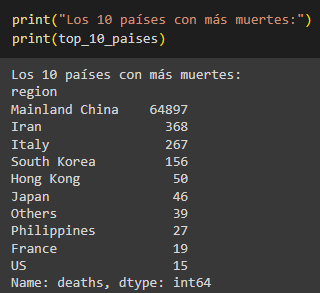 print("Los 10 países con más muertes:")
print(top_10_paises)
Los 10 países con más muertes:
region
Mainland China    64897
Iran                368
Italy               267
South Korea         156
Hong Kong            50
Japan                46
Others               39
Philippines          27
France               19
US                   15
Name: deaths, dtype: int64